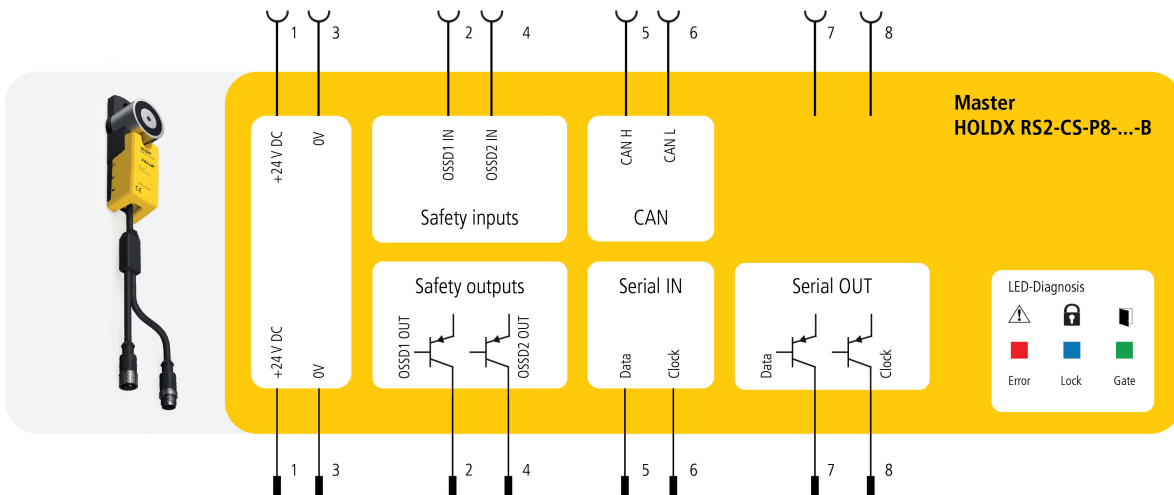 1 3 2 4 5 6 7 8
Master
HOLDX RS2-CS-P8-...-B
+24 V DC
0V
OSSD1 IN
OSSD2 IN
Safety inputs
CAN H
CAN L
CAN
Safety outputs
OSSD1 OUT
OSSD2 OUT
Serial IN
Data
Clock
Serial OUT
Data
Clock
+24 V DC
0V
LED-Diagnosis
Error Lock Gate
1 3 2 4 5 6 7 8